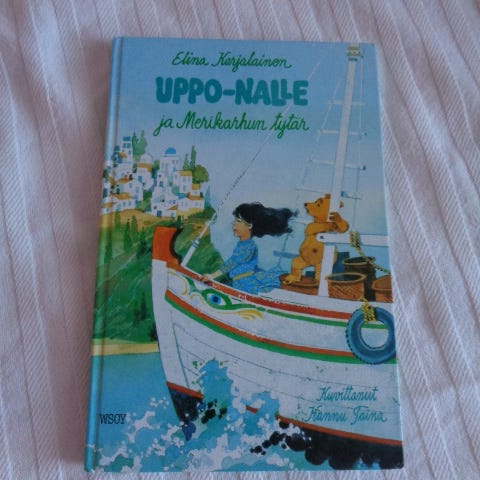 Elina Karjalainen
UPPO-NALLE
ja Merikarhun tytär
Kuvittanut
Hannu Taina
WSOY